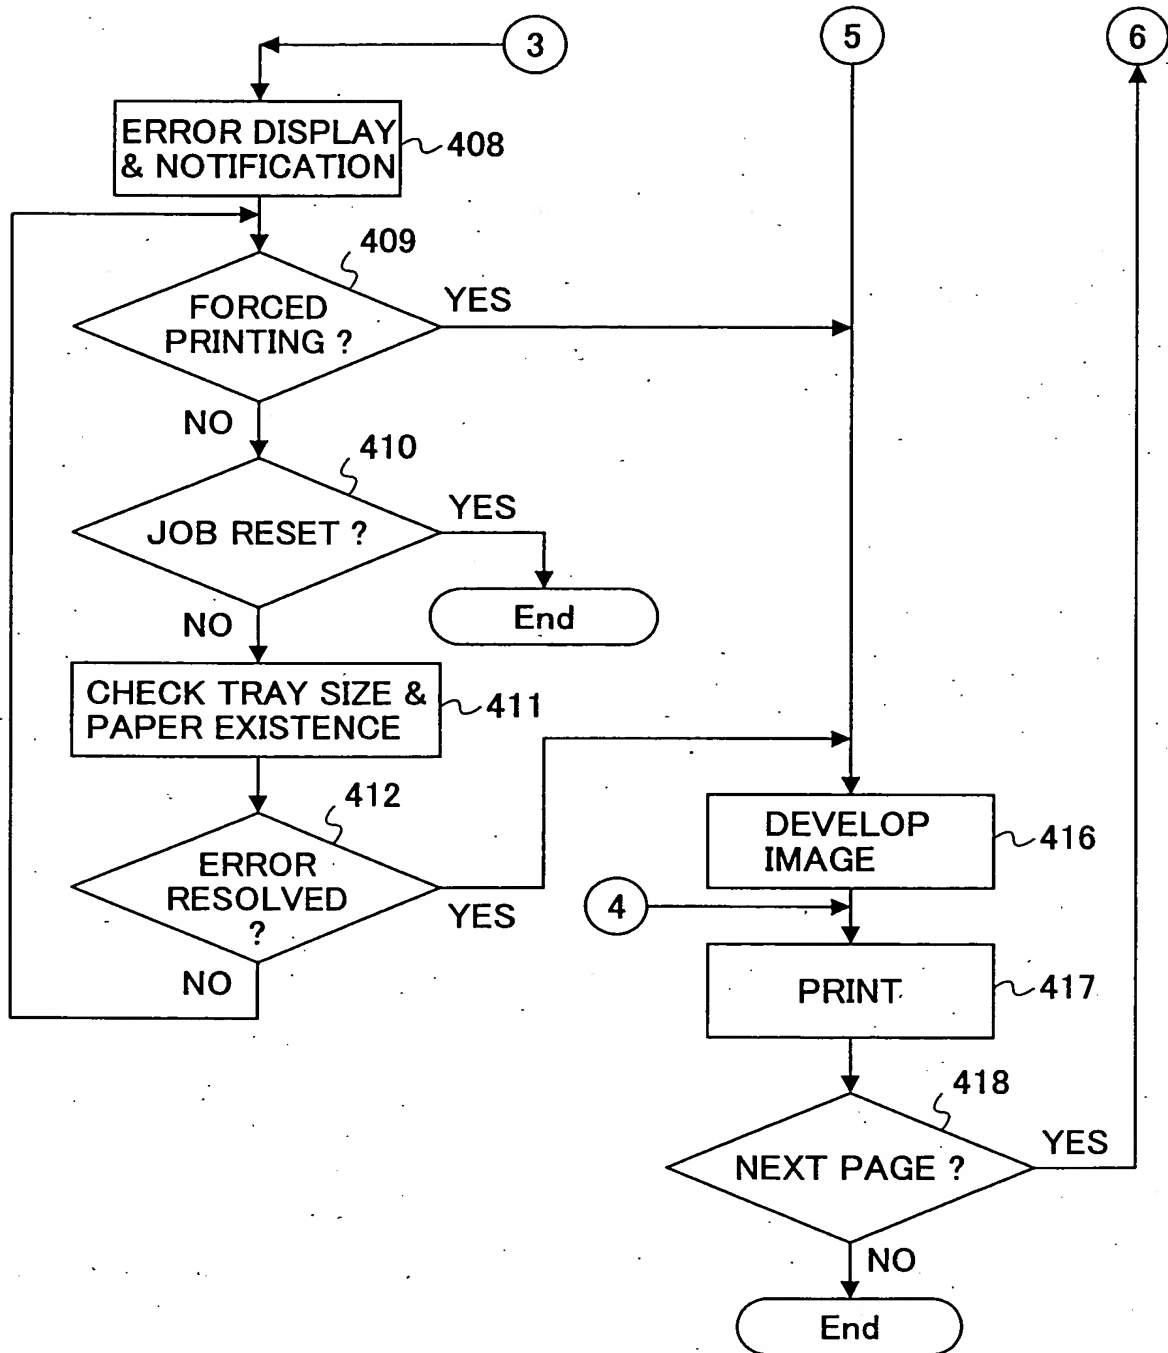 3
5
6
ERROR DISPLAY
& NOTIFICATION
408
409
FORCED
PRINTING ?
YES
NO
410
JOB RESET ?
YES
End
NO
CHECK TRAY SIZE &
PAPER EXISTENCE
411
412
ERROR
RESOLVED
?
YES
NO
DEVELOP
IMAGE
416
4
PRINT
417
418
NEXT PAGE ?
YES
NO
End